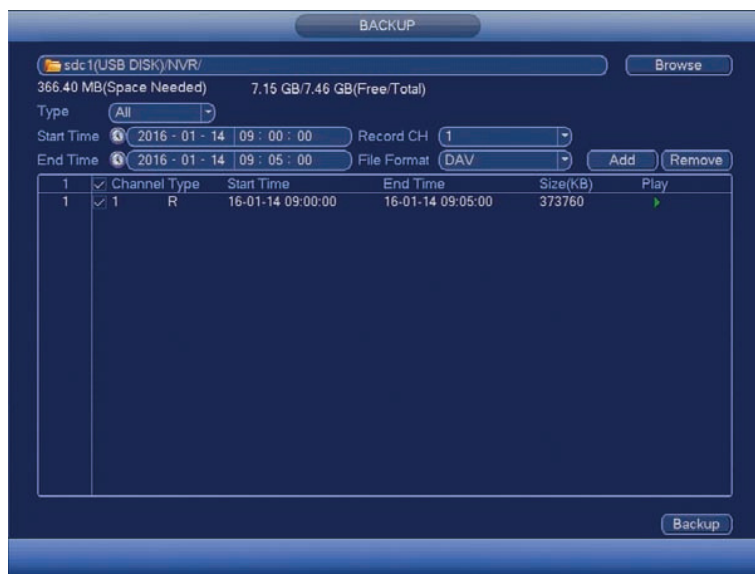 BACKUP
sdc1(USB DISK)/NVR/ Browse
366.40 MB(Space Needed) 7.15 GB/7.46 GB(Free/Total)
Type All
Start Time 2016 - 01 - 14 09 : 00 : 00 Record CH 1
End Time 2016 - 01 - 14 09 : 05 : 00 File Format DAV Add Remove
1 Channel Type Start Time End Time Size(KB) Play
1 1 R 16-01-14 09:00:00 16-01-14 09:05:00 373760
Backup